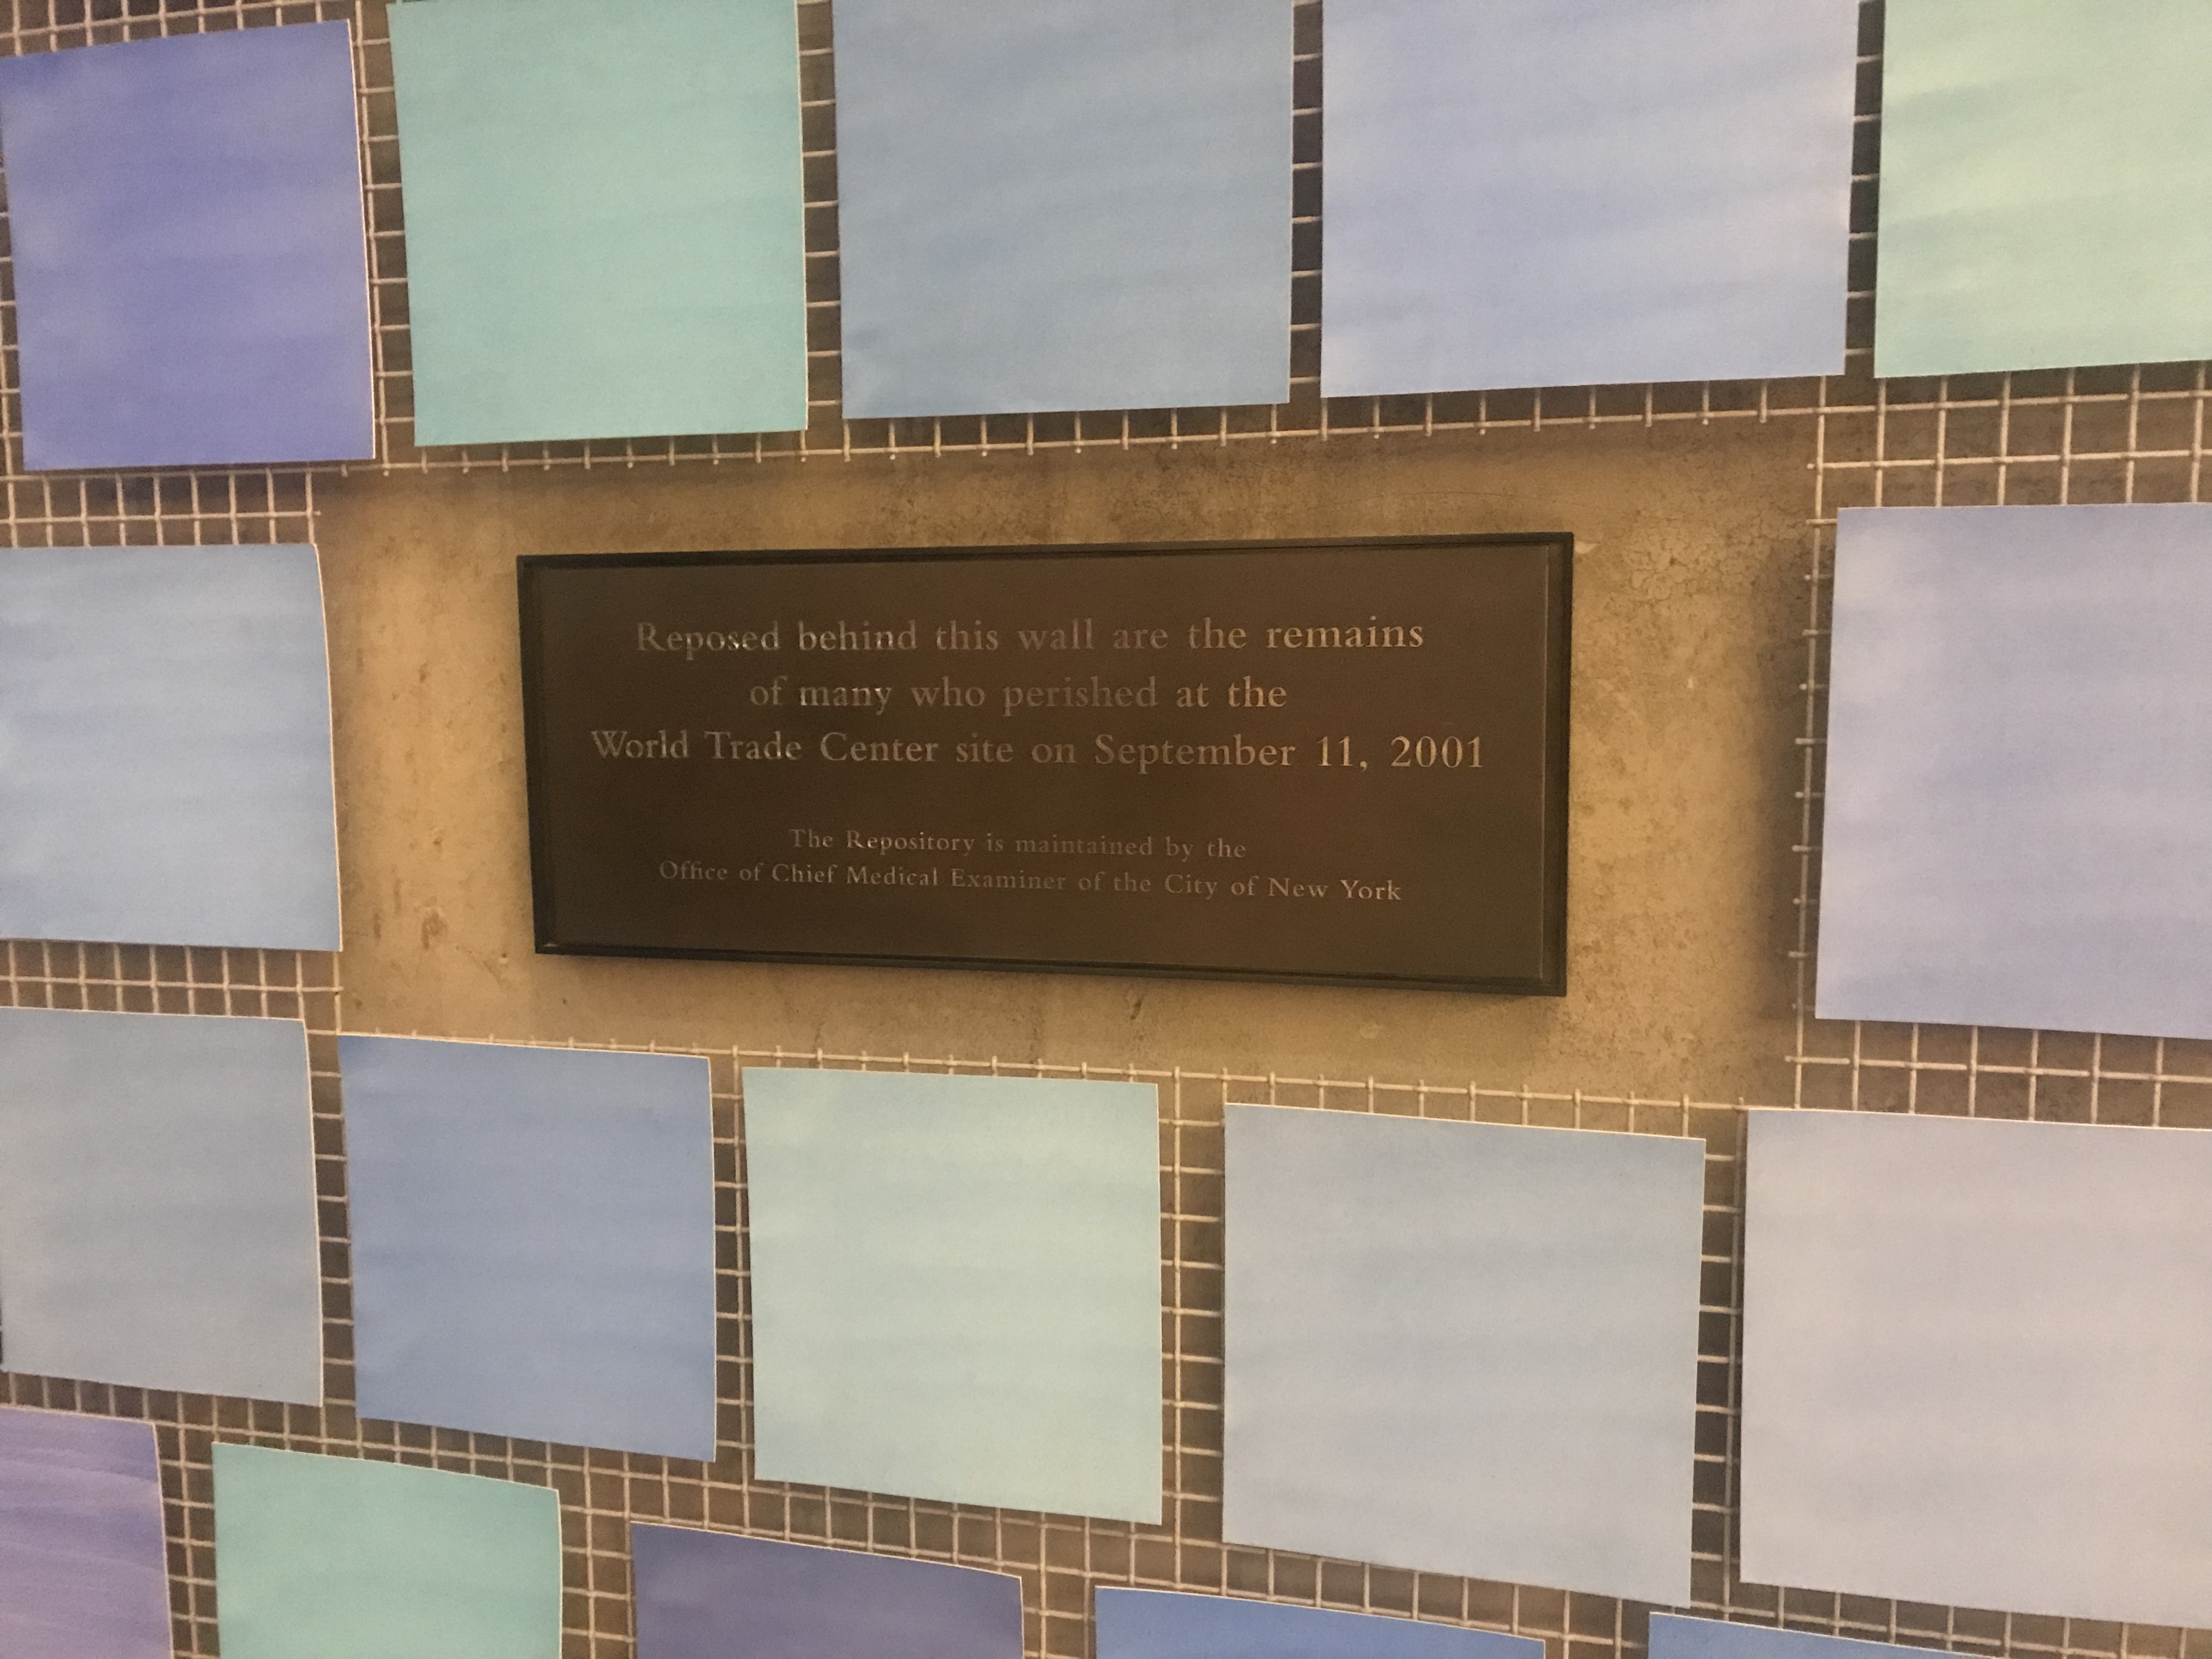 Reposed behind this wall are the remains
of many who perished at the
World Trade Center site on September 11, 2001
The Repository is maintained by the
Office of Chief Medical Examiner of the City of New York